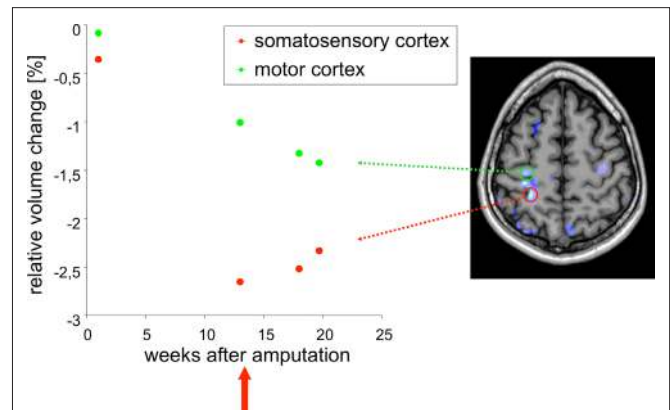 0
-0,5
-1
-1,5
-2
-2,5
-3
relative volume change [%]
somatosensory cortex
motor cortex
0 5 10 15 20 25
weeks after amputation